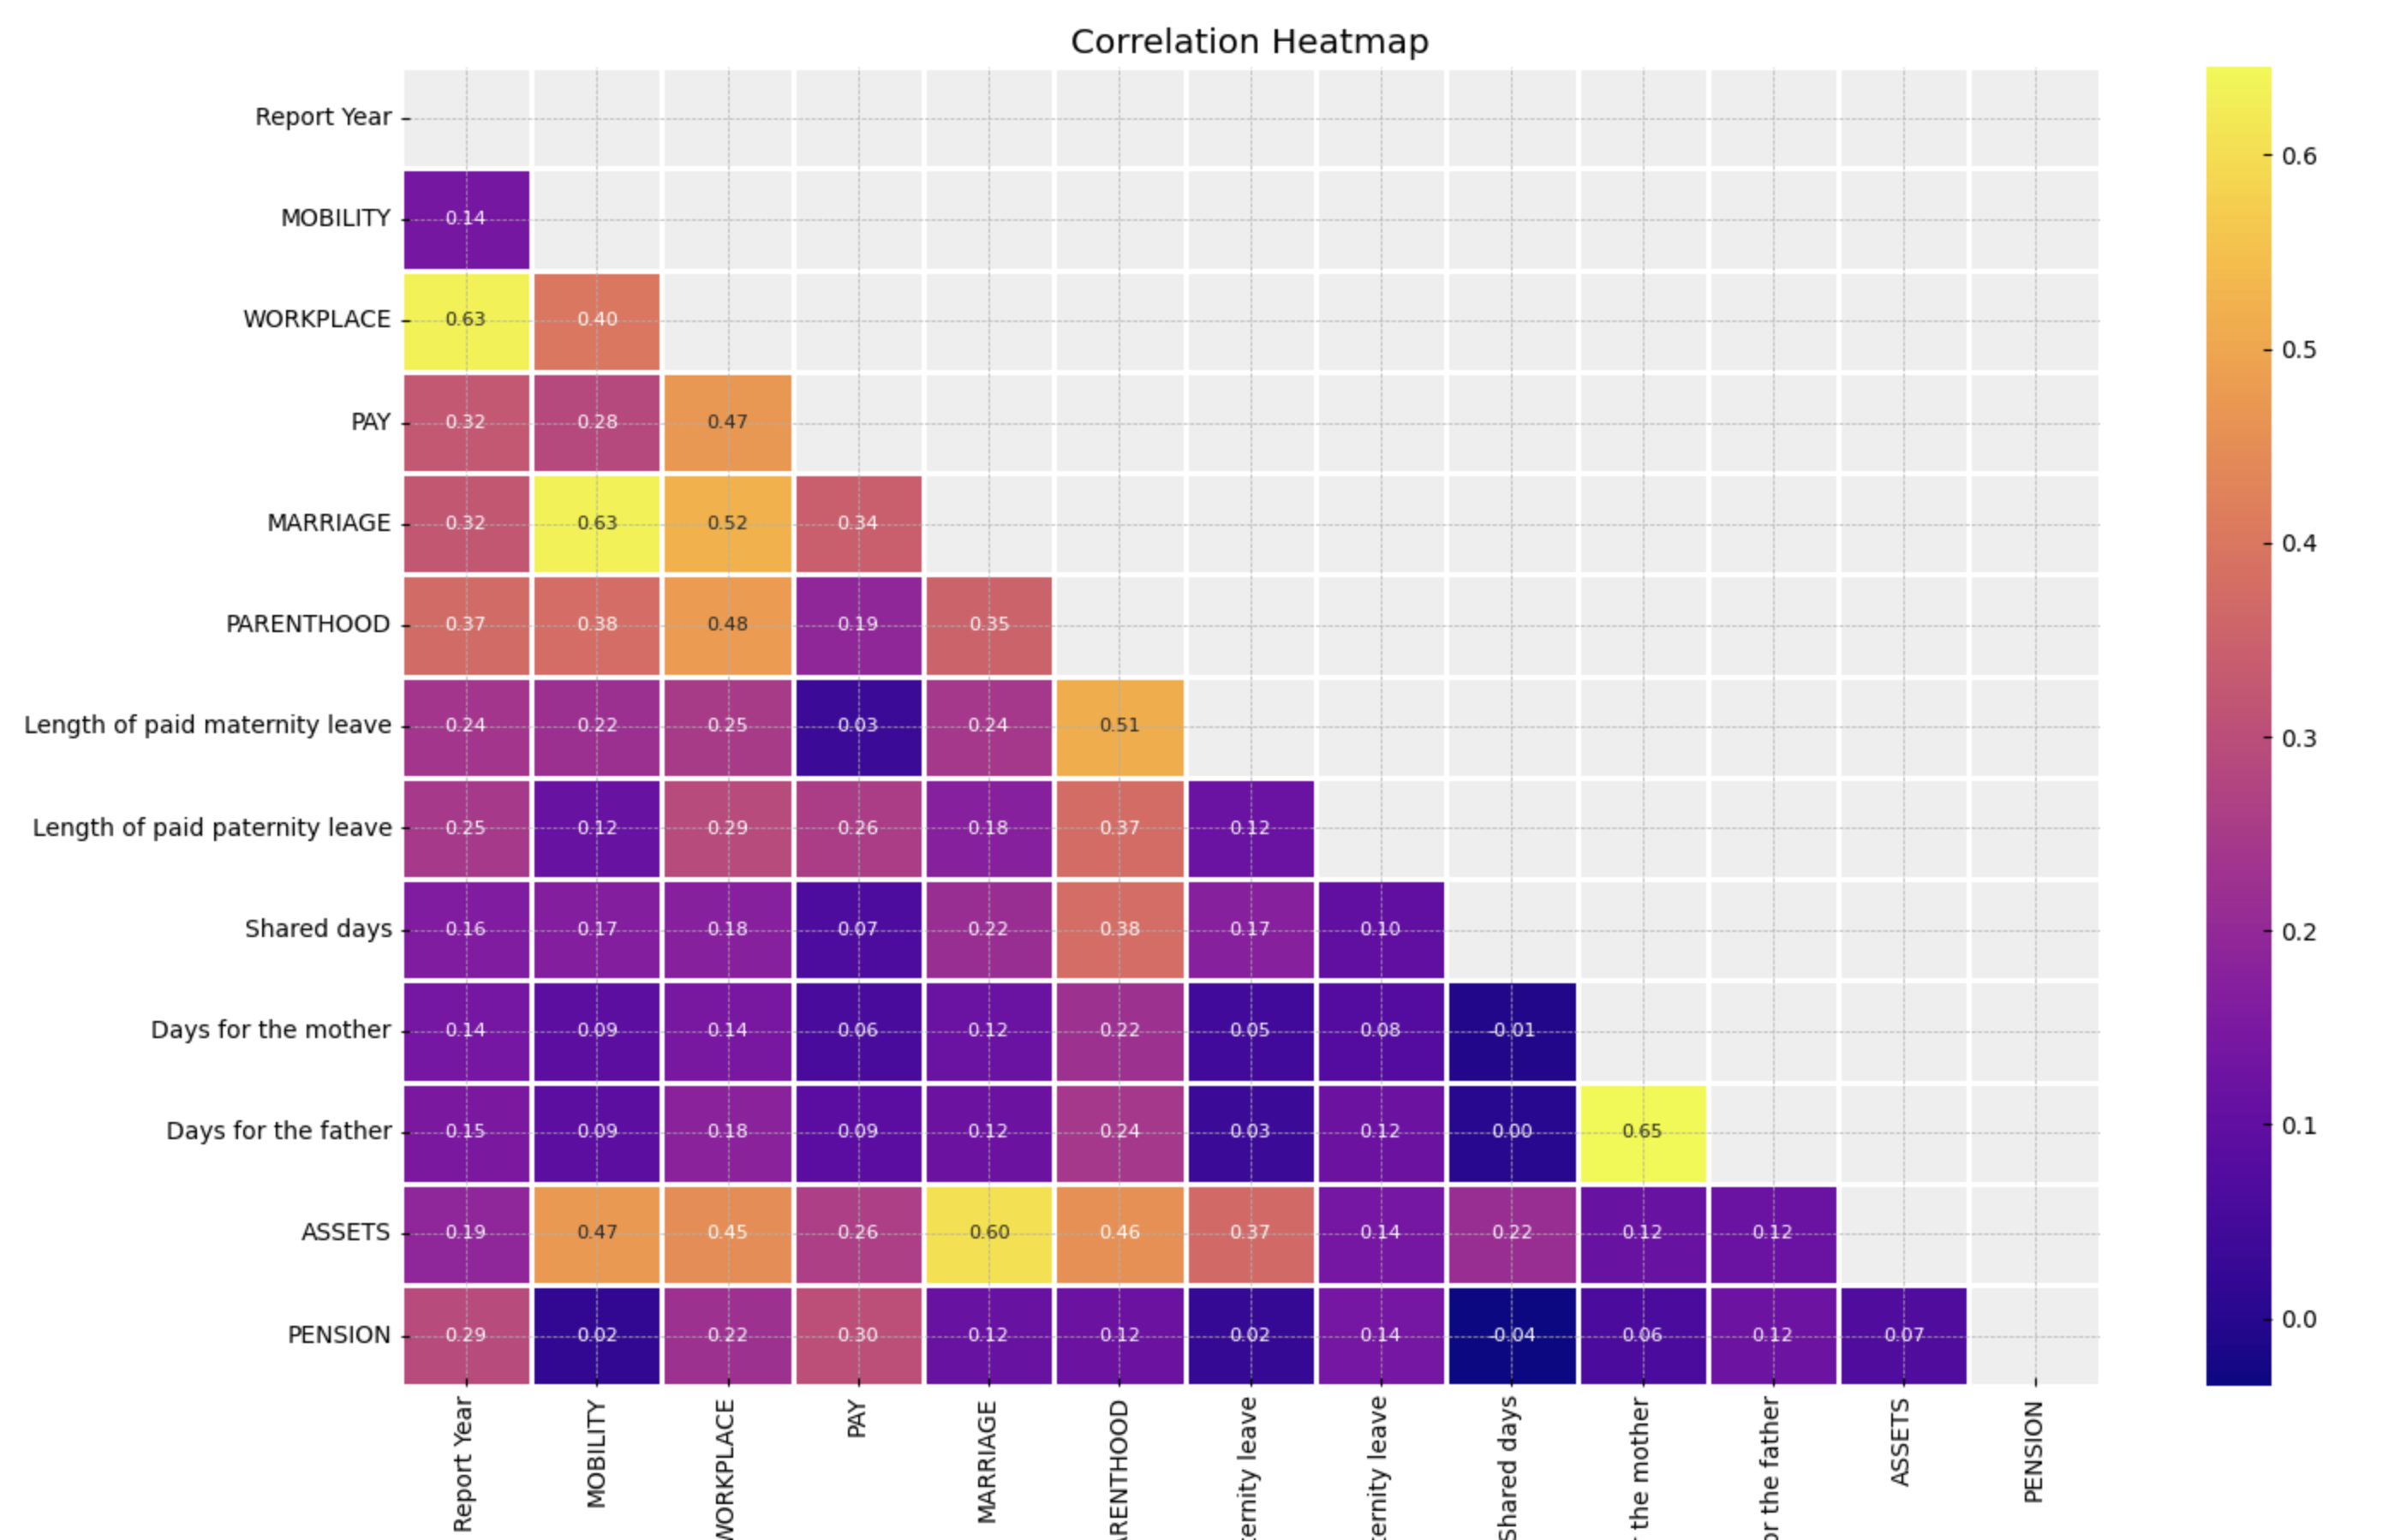 Correlation Heatmap
Report Year
MOBILITY
0.14
WORKPLACE
0.63 0.40
PAY
0.32 0.28 0.47
MARRIAGE
0.32 0.63 0.52 0.34
PARENTHOOD
0.37 0.38 0.48 0.19 0.35
Length of paid maternity leave
0.24 0.22 0.25 0.03 0.24 0.51
Length of paid paternity leave
0.25 0.12 0.29 0.26 0.18 0.37 0.12
Shared days
0.16 0.17 0.18 0.07 0.22 0.38 0.17 0.10
Days for the mother
0.14 0.09 0.14 0.06 0.12 0.22 0.05 0.08 -0.01
Days for the father
0.15 0.09 0.18 0.09 0.12 0.24 0.03 0.12 0.00 0.65
ASSETS
0.19 0.47 0.45 0.26 0.60 0.46 0.37 0.14 0.22 0.12 0.12
PENSION
0.29 0.02 0.22 0.30 0.12 0.12 0.02 0.14 -0.04 0.06 0.12 0.07
Report Year
MOBILITY
WORKPLACE
PAY
MARRIAGE
ARENTHOOD
ernity leave
ernity leave
Shared days
the mother
or the father
ASSETS
PENSION
0.6
0.5
0.4
0.3
0.2
0.1
0.0